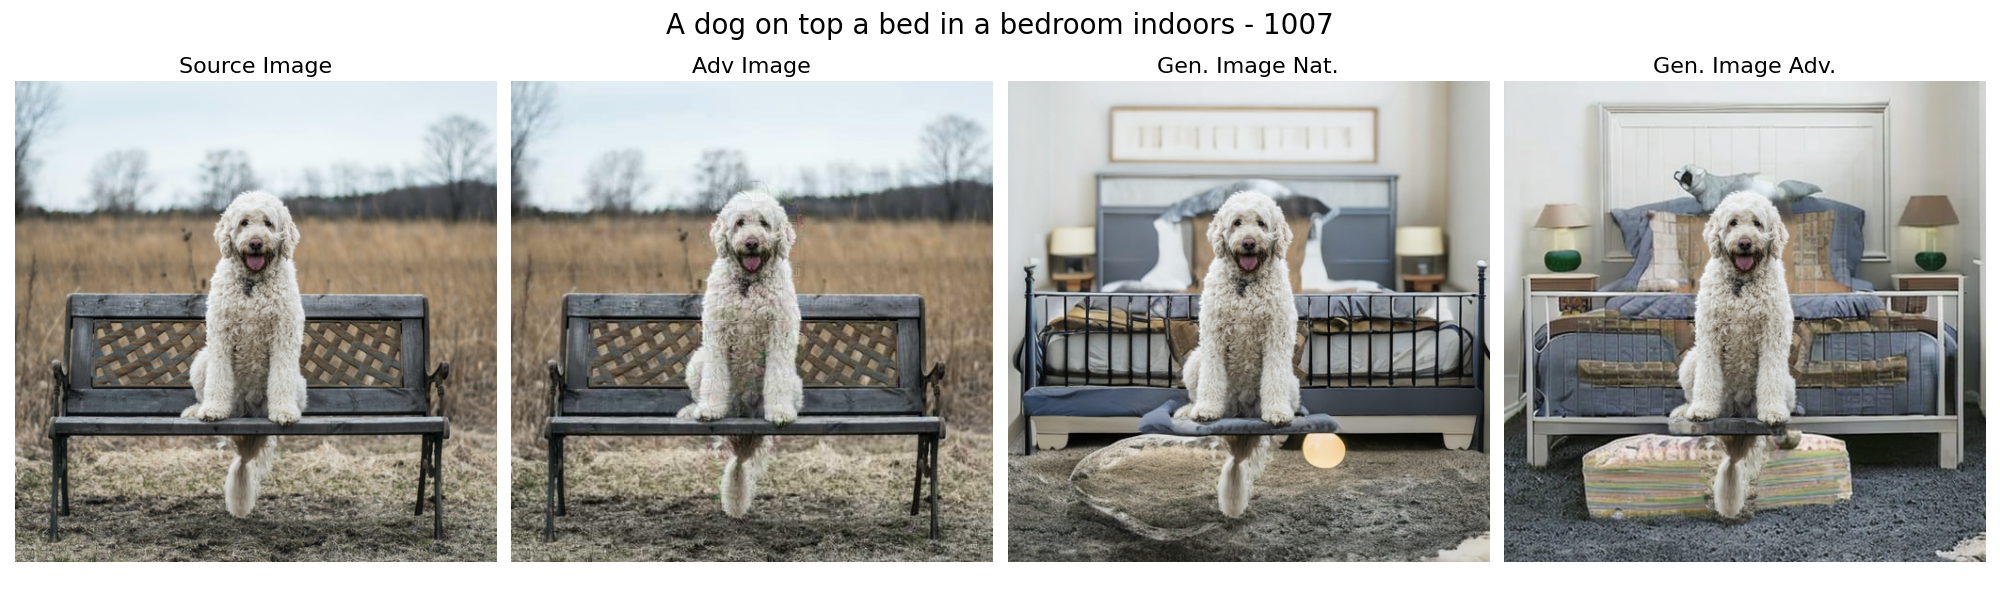 A dog on top a bed in a bedroom indoors - 1007
Source Image
Adv Image
Gen. Image Nat.
Gen. Image Adv.